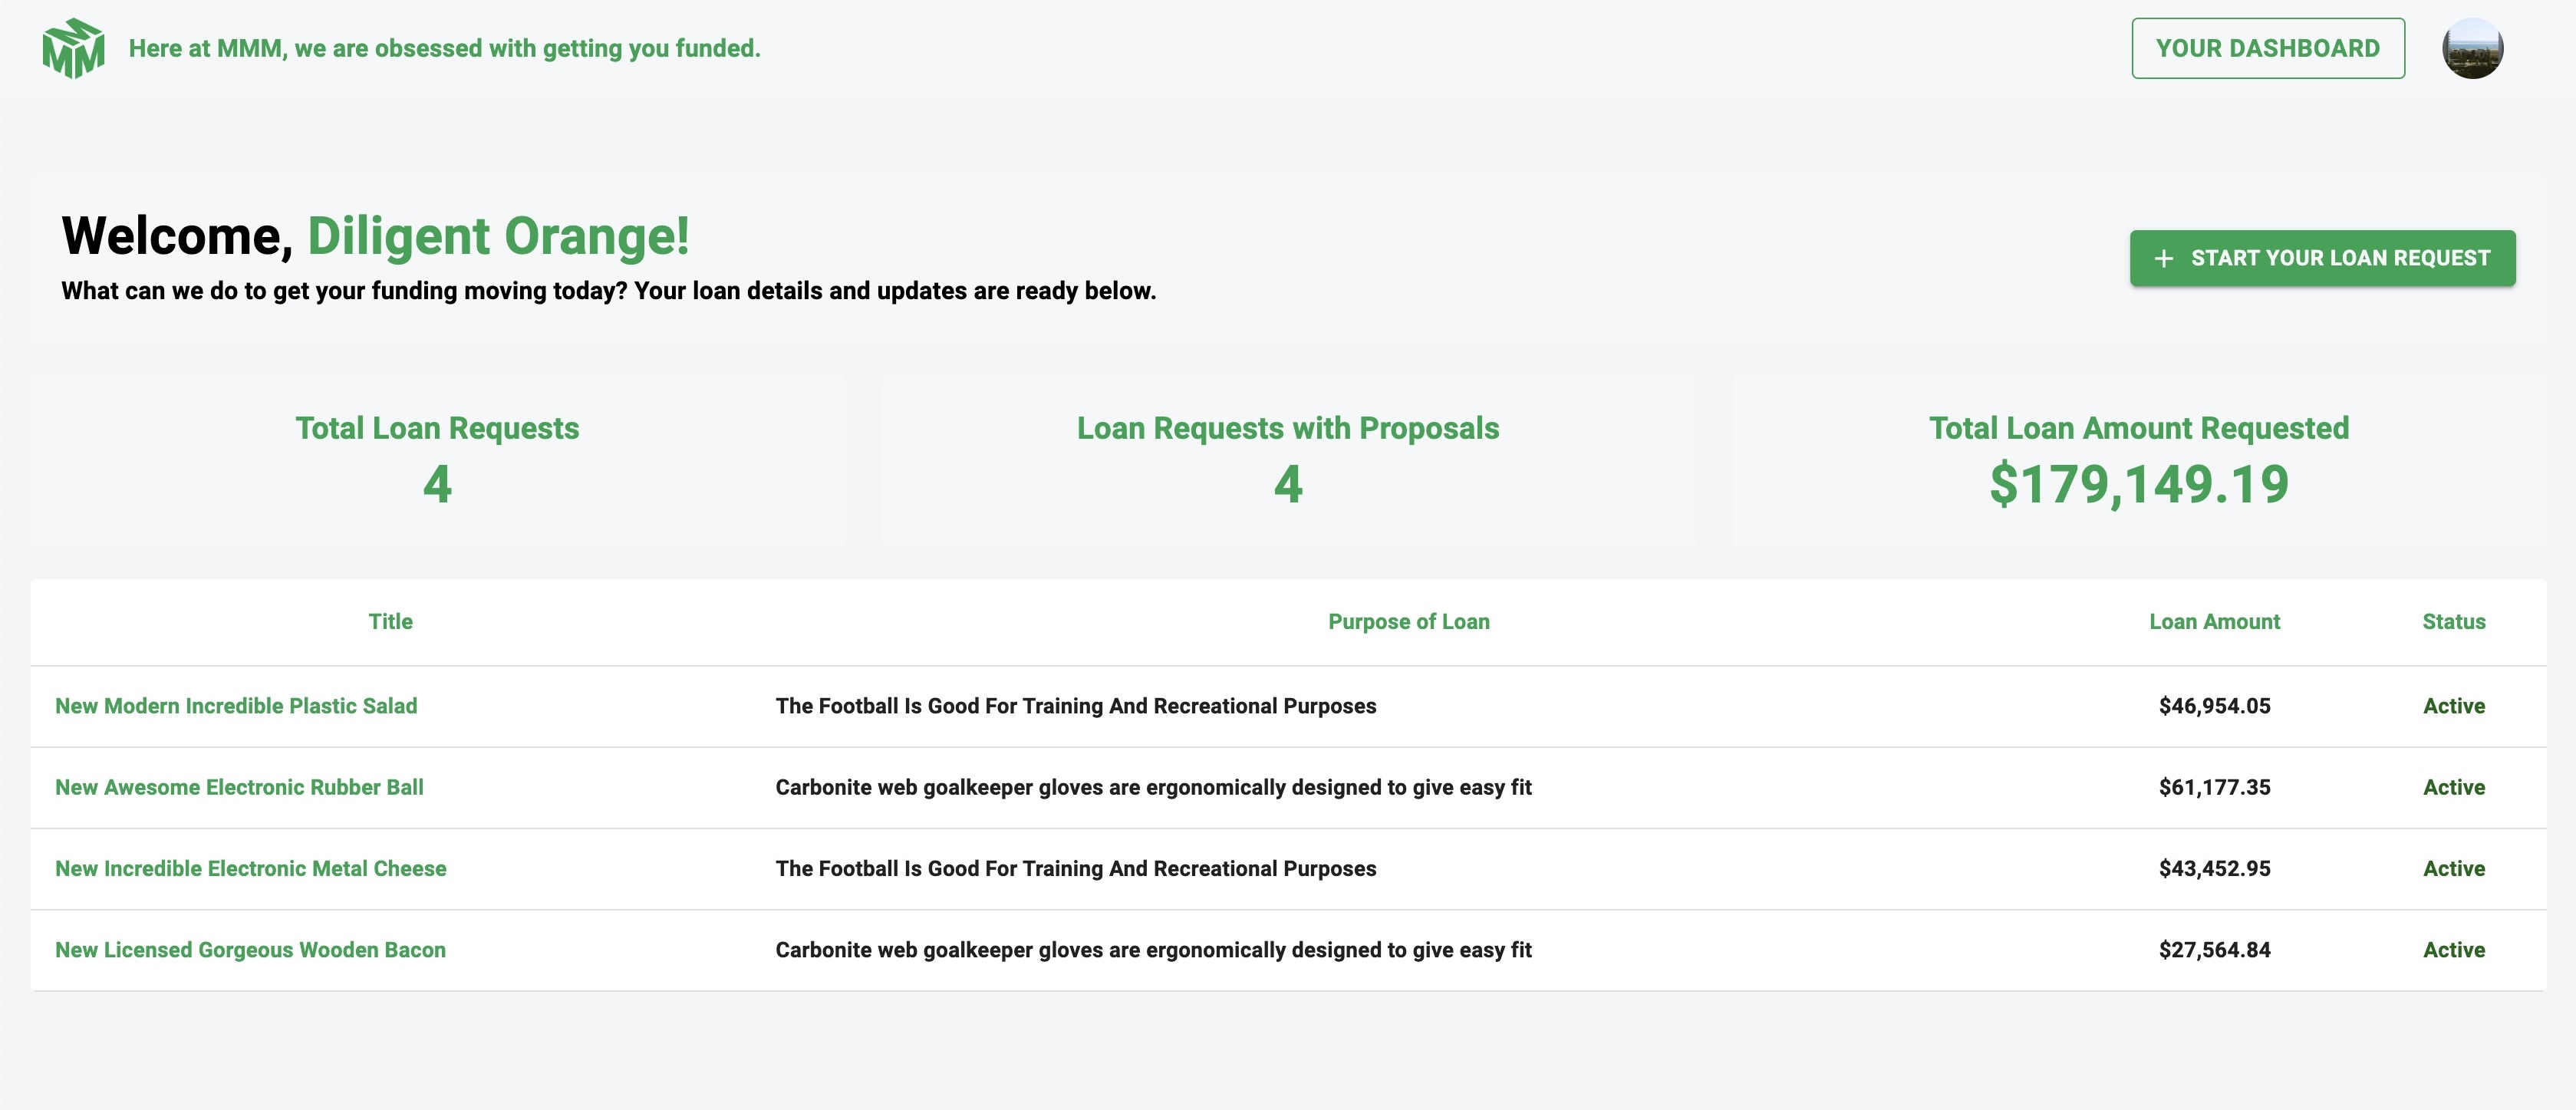 MMM
Here at MMM, we are obsessed with getting you funded.
YOUR DASHBOARD
Welcome, Diligent Orange!
What can we do to get your funding moving today? Your loan details and updates are ready below.
+ START YOUR LOAN REQUEST
Total Loan Requests
4
Loan Requests with Proposals
4
Total Loan Amount Requested
$179,149.19
Title Purpose of Loan Loan Amount Status
New Modern Incredible Plastic Salad The Football Is Good For Training And Recreational Purposes $46,954.05 Active
New Awesome Electronic Rubber Ball Carbonite web goalkeeper gloves are ergonomically designed to give easy fit $61,177.35 Active
New Incredible Electronic Metal Cheese The Football Is Good For Training And Recreational Purposes $43,452.95 Active
New Licensed Gorgeous Wooden Bacon Carbonite web goalkeeper gloves are ergonomically designed to give easy fit $27,564.84 Active